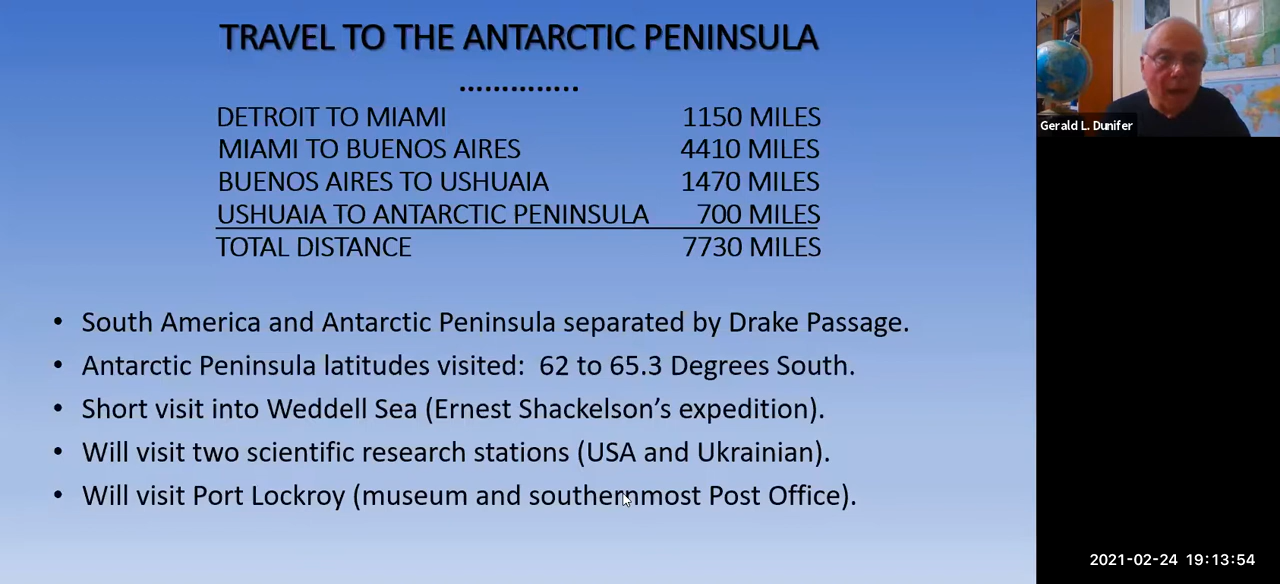 TRAVEL TO THE ANTARCTIC PENINSULA
..............
DETROIT TO MIAMI 1150 MILES
MIAMI TO BUENOS AIRES 4410 MILES
BUENOS AIRES TO USHUAIA 1470 MILES
USHUAIA TO ANTARCTIC PENINSULA 700 MILES
TOTAL DISTANCE 7730 MILES
• South America and Antarctic Peninsula separated by Drake Passage.
• Antarctic Peninsula latitudes visited: 62 to 65.3 Degrees South.
• Short visit into Weddell Sea (Ernest Shackelson’s expedition).
• Will visit two scientific research stations (USA and Ukrainian).
• Will visit Port Lockroy (museum and southernmost Post Office).
Gerald L. Dunifer
2021-02-24 19:13:54